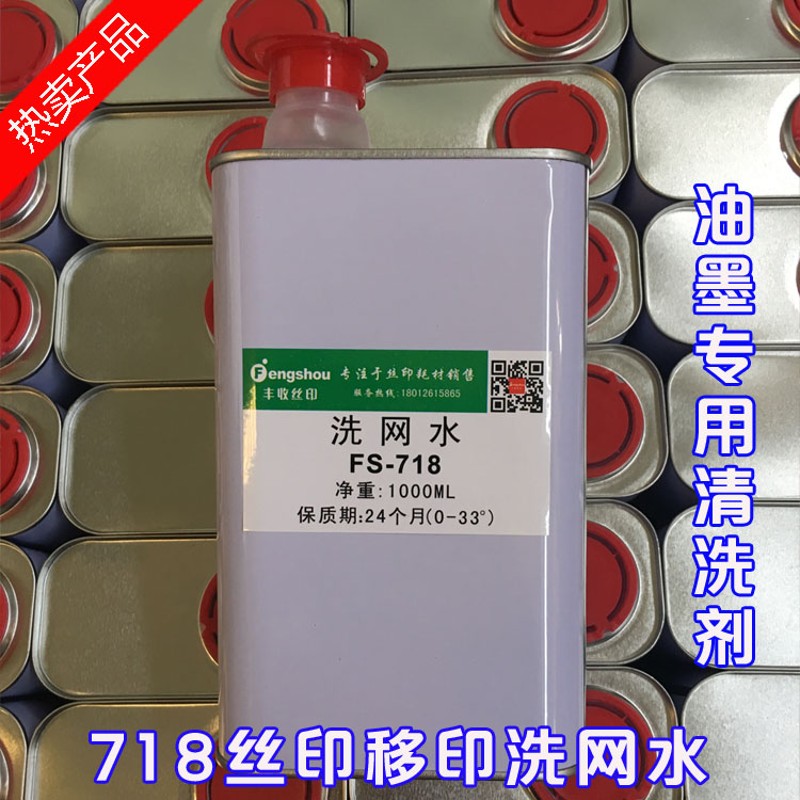 热卖产品
Fengshou 专注于丝印耗材销售
丰收丝印 服务热线:18012615865
洗网水
FS-718
净重:1000ML
保质期:24个月(0-33°)
油墨专用清洗剂
718丝印移印洗网水